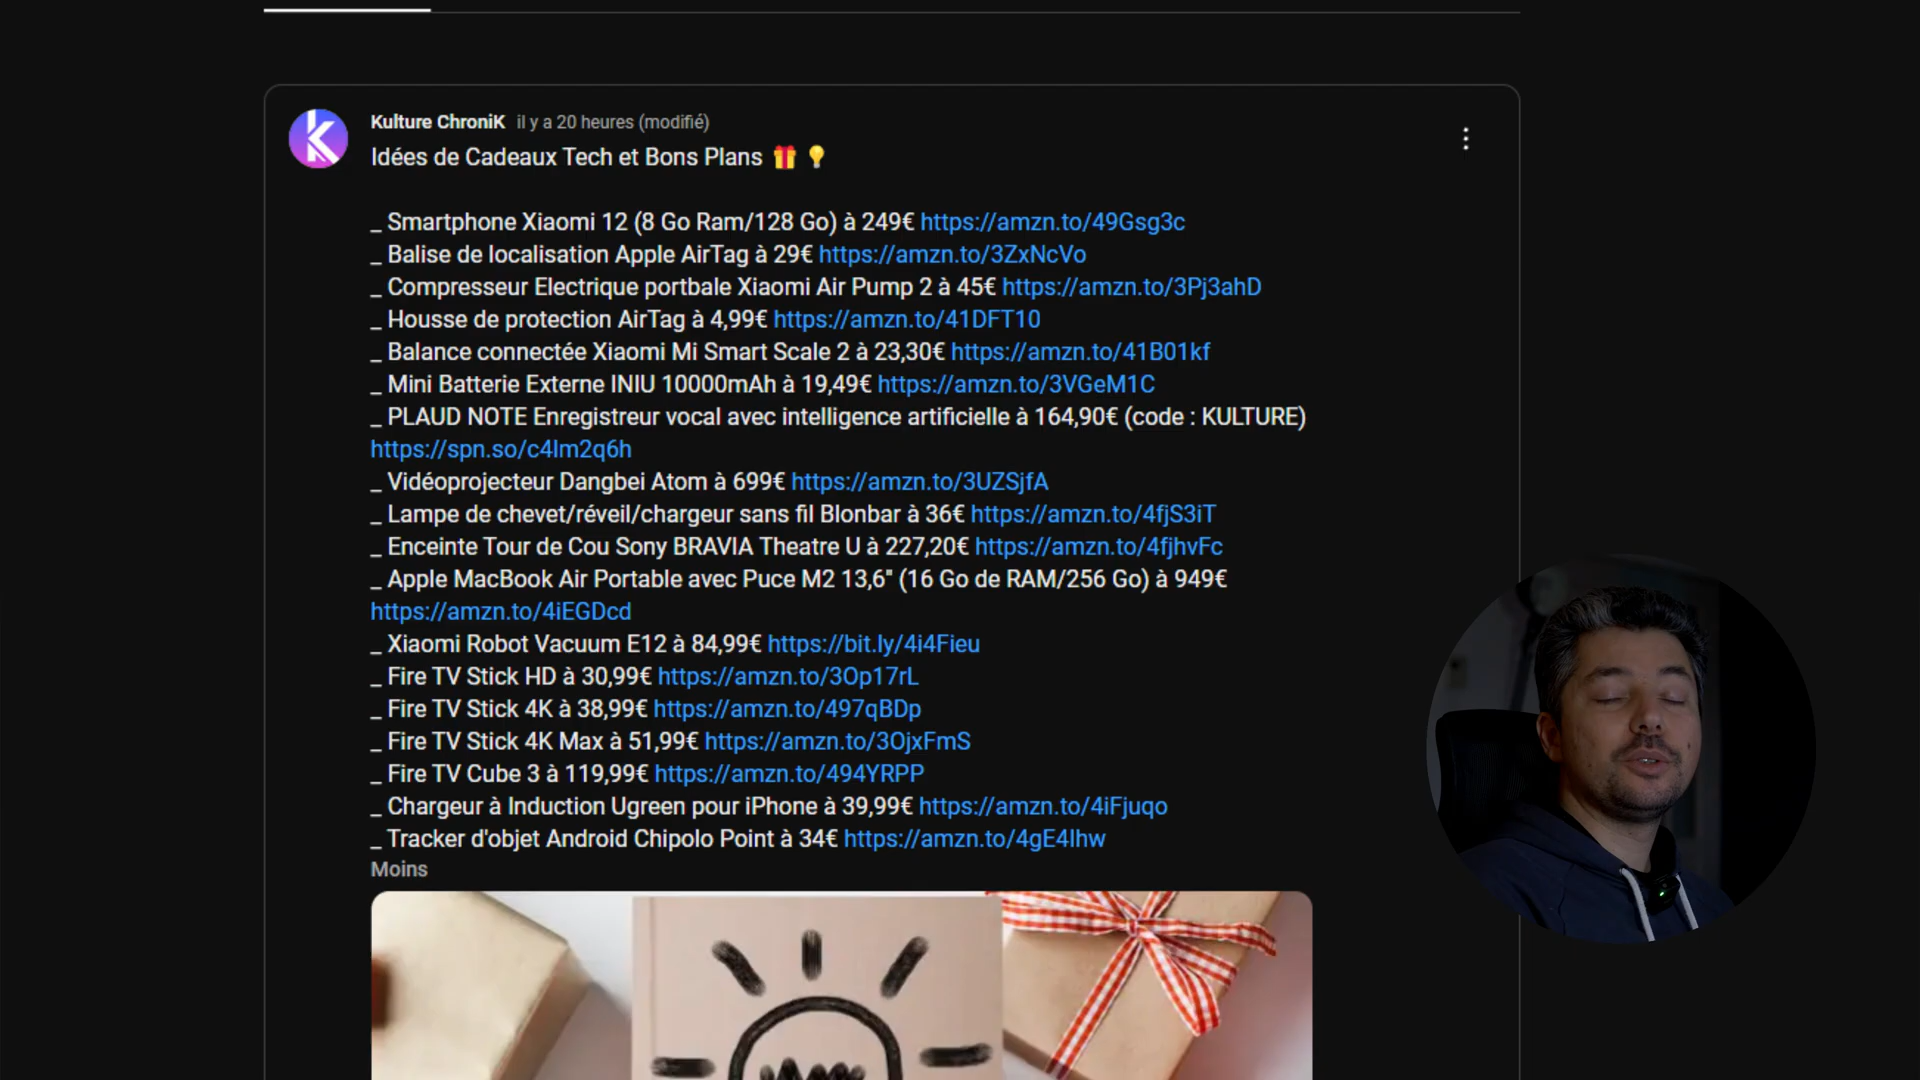 Kulture ChroniK il y a 20 heures (modifié)
Idées de Cadeaux Tech et Bons Plans 🎁 💡
_ Smartphone Xiaomi 12 (8 Go Ram/128 Go) à 249€ https://amzn.to/49Gsg3c
_ Balise de localisation Apple AirTag à 29€ https://amzn.to/3ZxNcVo
_ Compresseur Electrique portbale Xiaomi Air Pump 2 à 45€ https://amzn.to/3Pj3ahD
_ Housse de protection AirTag à 4,99€ https://amzn.to/41DFT10
_ Balance connectée Xiaomi Mi Smart Scale 2 à 23,30€ https://amzn.to/41B01kf
_ Mini Batterie Externe INIU 10000mAh à 19,49€ https://amzn.to/3VGeM1C
_ PLAUD NOTE Enregistreur vocal avec intelligence artificielle à 164,90€ (code : KULTURE)
https://spn.so/c4lm2q6h
_ Vidéoprojecteur Dangbei Atom à 699€ https://amzn.to/3UZSjfA
_ Lampe de chevet/réveil/chargeur sans fil Blonbar à 36€ https://amzn.to/4fjS3iT
_ Enceinte Tour de Cou Sony BRAVIA Theatre U à 227,20€ https://amzn.to/4fjhvFc
_ Apple MacBook Air Portable avec Puce M2 13,6" (16 Go de RAM/256 Go) à 949€
https://amzn.to/4iEGDcd
_ Xiaomi Robot Vacuum E12 à 84,99€ https://bit.ly/4i4Fieu
_ Fire TV Stick HD à 30,99€ https://amzn.to/3Op17rL
_ Fire TV Stick 4K à 38,99€ https://amzn.to/497qBDp
_ Fire TV Stick 4K Max à 51,99€ https://amzn.to/3OjxFmS
_ Fire TV Cube 3 à 119,99€ https://amzn.to/494YRPP
_ Chargeur à Induction Ugreen pour iPhone à 39,99€ https://amzn.to/4iFjuqo
_ Tracker d'objet Android Chipolo Point à 34€ https://amzn.to/4gE4lhw
Moins